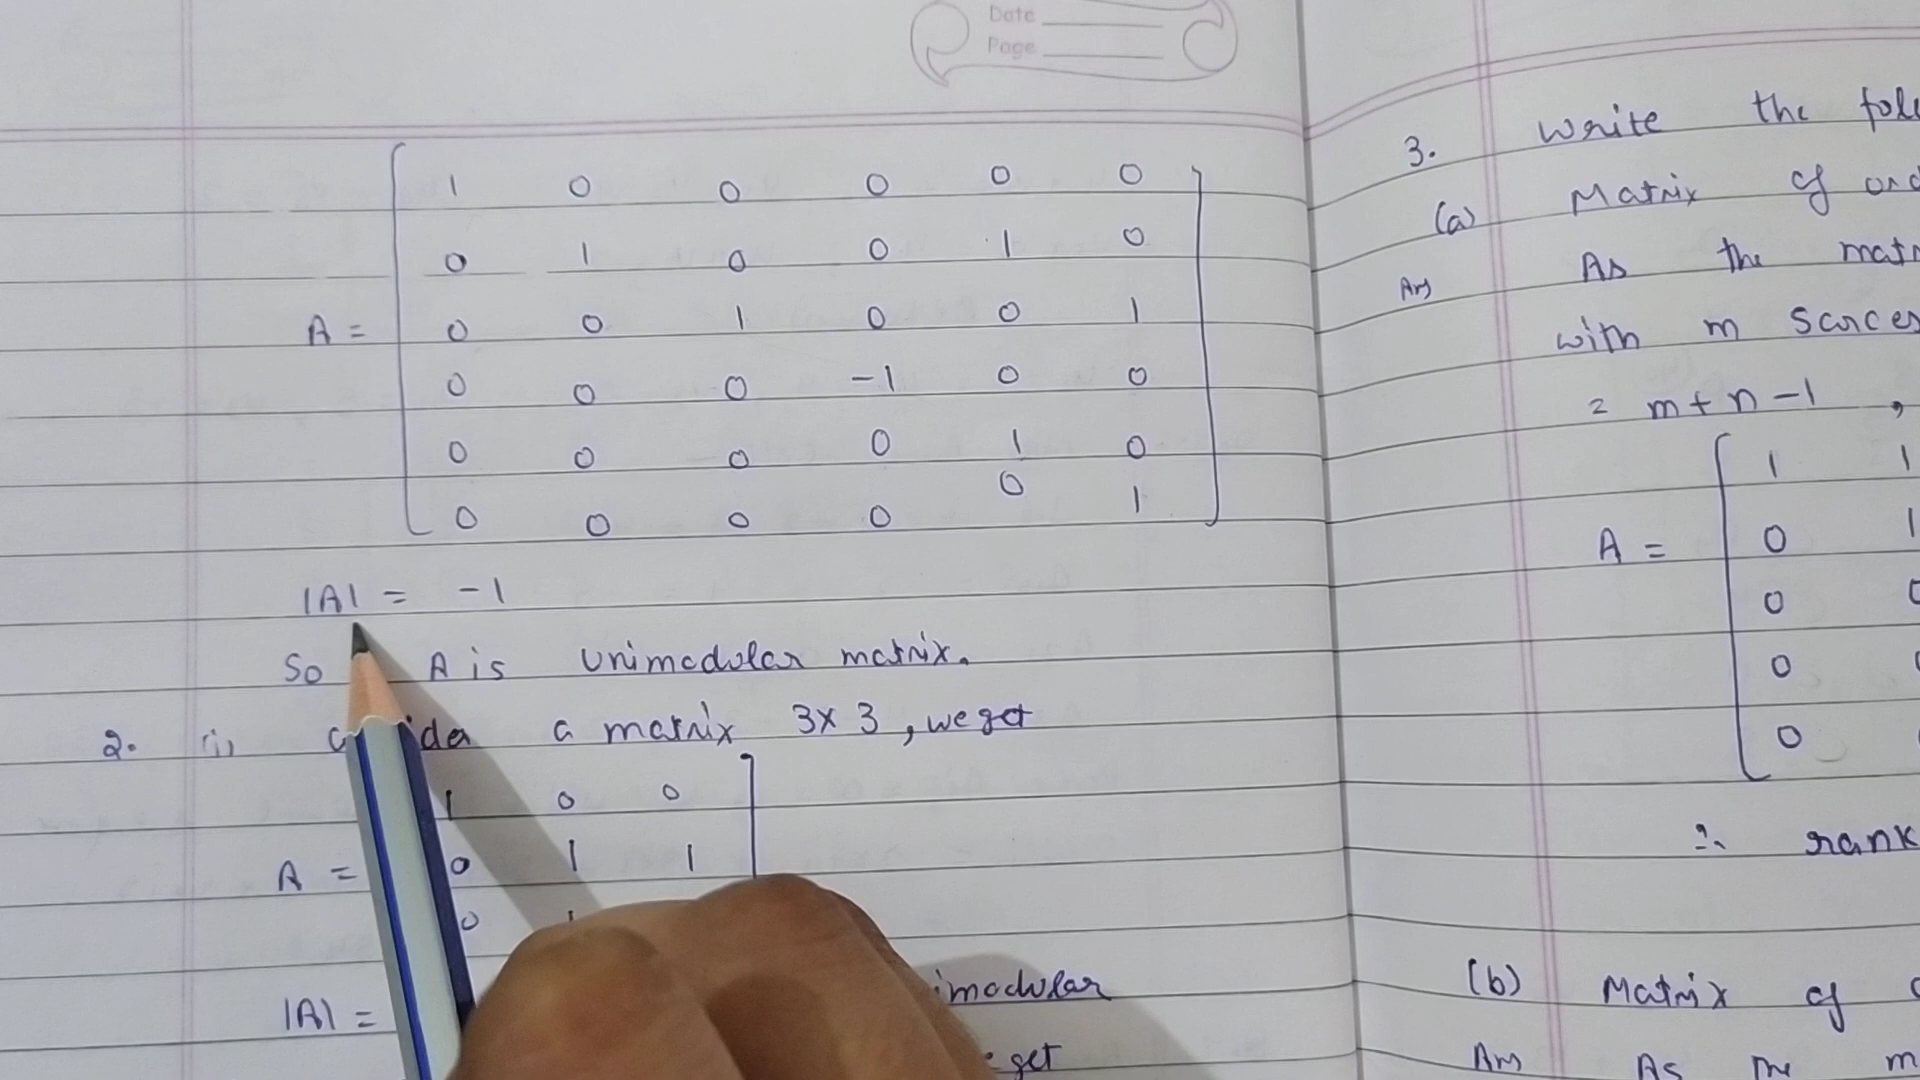 Date
Page
1 0 0 0 0 0
0 1 0 0 1 0
A = 0 0 1 0 0 1
0 0 0 -1 0 0
0 0 0 0 1 0
0 0 0 0 0 1
|A| = -1
So A is unimodular matrix.
2. (i) a matrix 3x3, we get
1 0 0
A = 0 1 1
0
|A| =
get
3. Write the
(a) Matrix of
Ans As the
with m
= m+n-1,
1 1
A = 0 1
0
0
0
∴ rank
(b) Matrix of
Ans As the m